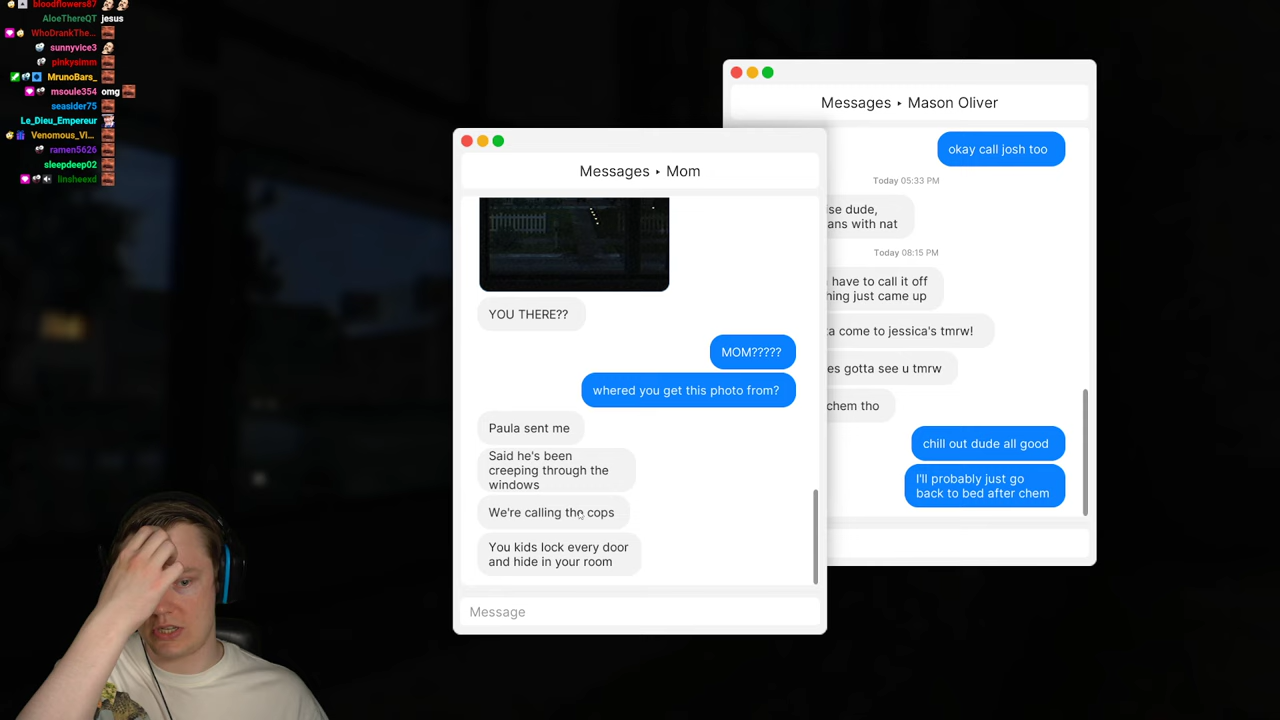 bloodflowers87
AloeThereQT jesus
WhoDrankThe...
sunnyvice3
pinkysimm
MrunoBars_
msoule354 omg
seaslder75
Le_Dieu_Empereur
Venomous_Vi...
ramen5626
sleepdeep02
linsheexd
Messages ‣ Mason Oliver
okay call josh too
Today 05:33 PM
se dude,
ans with nat
Today 08:15 PM
have to call it off
ing just came up
a come to jessica's tmrw!
es gotta see u tmrw
chem tho
chill out dude all good
I'll probably just go
back to bed after chem
Messages ‣ Mom
YOU THERE??
MOM?????
whered you get this photo from?
Paula sent me
Said he's been
creeping through the
windows
We're calling the cops
You kids lock every door
and hide in your room
Message